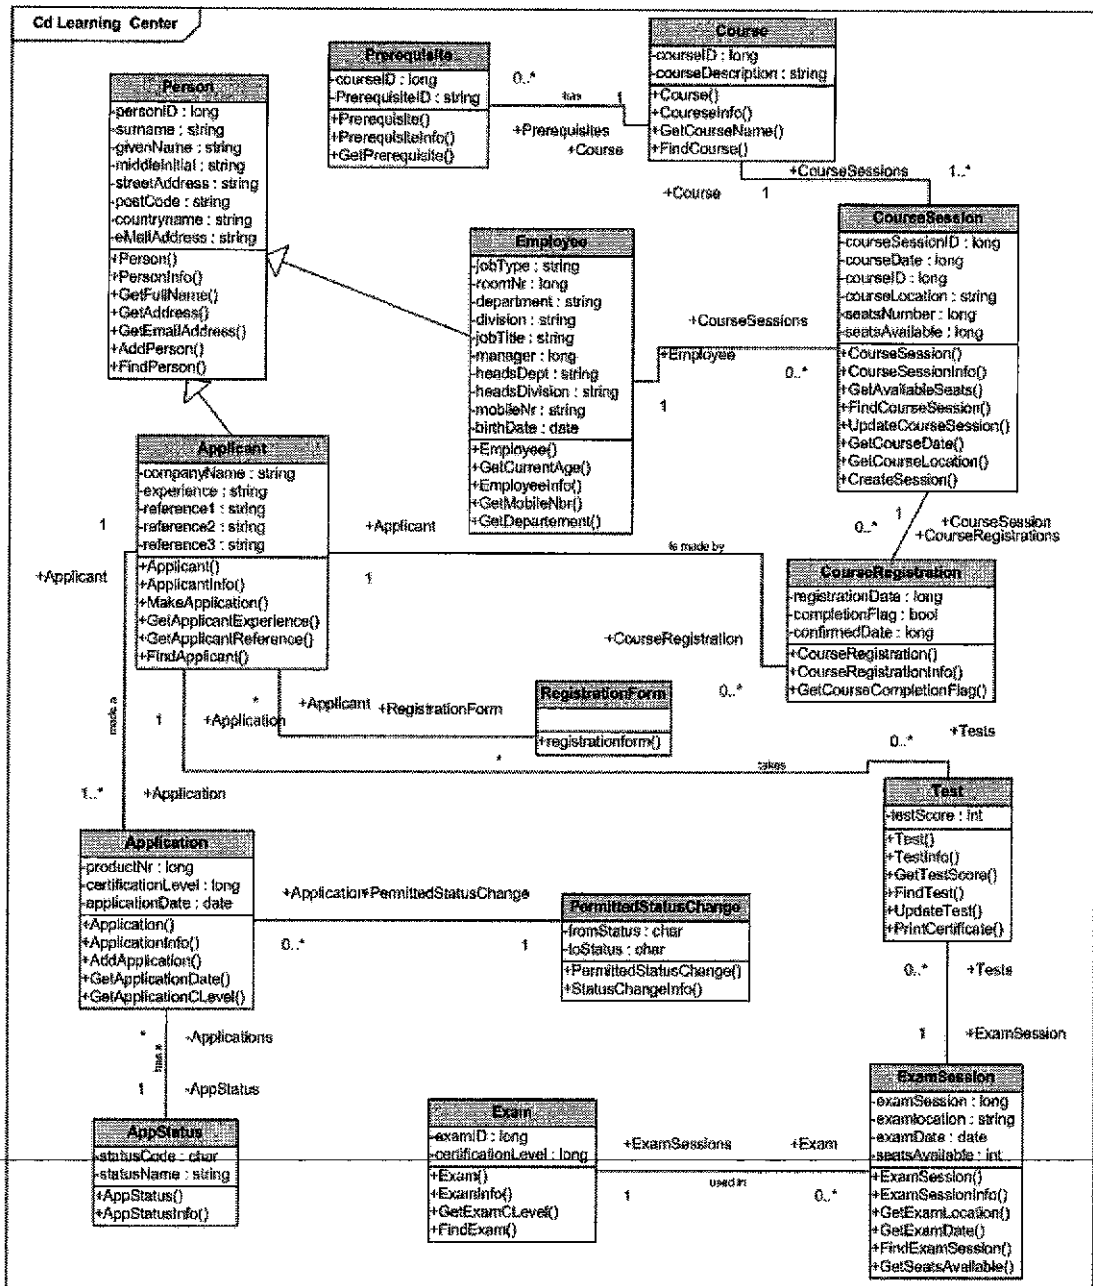 Cd Learning Center
Prerequisite
-courseID : long
-PrerequisiteID : string
+Prerequisite()
+PrerequisiteInfo()
+GetPrerequisite()
0..*
has
1
+Prerequisites
+Course
Course
-courseID : long
-courseDescription : string
+Course()
+CoureseInfo()
+GetCourseName()
+FindCourse()
+CourseSessions
1..*
+Course
1
Person
-personID : long
-surname : string
-givenName : string
-middleInitial : string
-streetAddress : string
-postCode : string
-countryname : string
-eMailAddress : string
+Person()
+PersonInfo()
+GetFullName()
+GetAddress()
+GetEmailAddress()
+AddPerson()
+FindPerson()
Employee
-jobType : string
-roomNr : long
-department : string
-division : string
-jobTitle : string
-manager : long
-headsDept : string
-headsDivision : string
-mobileNr : string
-birthDate : date
+Employee()
+GetCurrentAge()
+EmployeeInfo()
+GetMobileNbr()
+GetDepartement()
+CourseSessions
+Employee
0..*
1
CourseSession
-courseSessionID : long
-courseDate : long
-courseID : long
-courseLocation : string
-seatsNumber : long
-seatsAvailable : long
+CourseSession()
+CourseSessionInfo()
+GetAvailableSeats()
+FindCourseSession()
+UpdateCourseSession()
+GetCourseDate()
+GetCourseLocation()
+CreateSession()
1
0..*
+CourseSession
+CourseRegistrations
Applicant
-companyName : string
-experience : string
-reference1 : string
-reference2 : string
-reference3 : string
+Applicant()
+ApplicantInfo()
+MakeApplication()
+GetApplicantExperience()
+GetApplicantReference()
+FindApplicant()
1
+Applicant
+Applicant
1
is made by
+CourseRegistration
0..*
CourseRegistration
-registrationDate : long
-completionFlag : bool
-confirmedDate : long
+CourseRegistration()
+CourseRegistrationInfo()
+GetCourseCompletionFlag()
made a
1
+Application
*
+Applicant
+RegistrationForm
*
RegistrationForm
+registrationform()
takes
0..*
+Tests
1..*
+Application
Test
-testScore : int
+Test()
+TestInfo()
+GetTestScore()
+FindTest()
+UpdateTest()
+PrintCertificate()
Application
-productNr : long
-certificationLevel : long
-applicationDate : date
+Application()
+ApplicationInfo()
+AddApplication()
+GetApplicationDate()
+GetApplicationCLevel()
+Application+PermittedStatusChange
0..*
1
PermittedStatusChange
-fromStatus : char
-toStatus : char
+PermittedStatusChange()
+StatusChangeInfo()
0..*
+Tests
1
+ExamSession
*
-Applications
has a
1
-AppStatus
AppStatus
-statusCode : char
-statusName : string
+AppStatus()
+AppStatusInfo()
Exam
-examID : long
-certificationLevel : long
+Exam()
+ExamInfo()
+GetExamCLevel()
+FindExam()
+ExamSessions
+Exam
used in
1
0..*
ExamSession
-examSession : long
-examlocation : string
-examDate : date
-seatsAvailable : int
+ExamSession()
+ExamSessionInfo()
+GetExamLocation()
+GetExamDate()
+FindExamSession()
+GetSeatsAvailable()